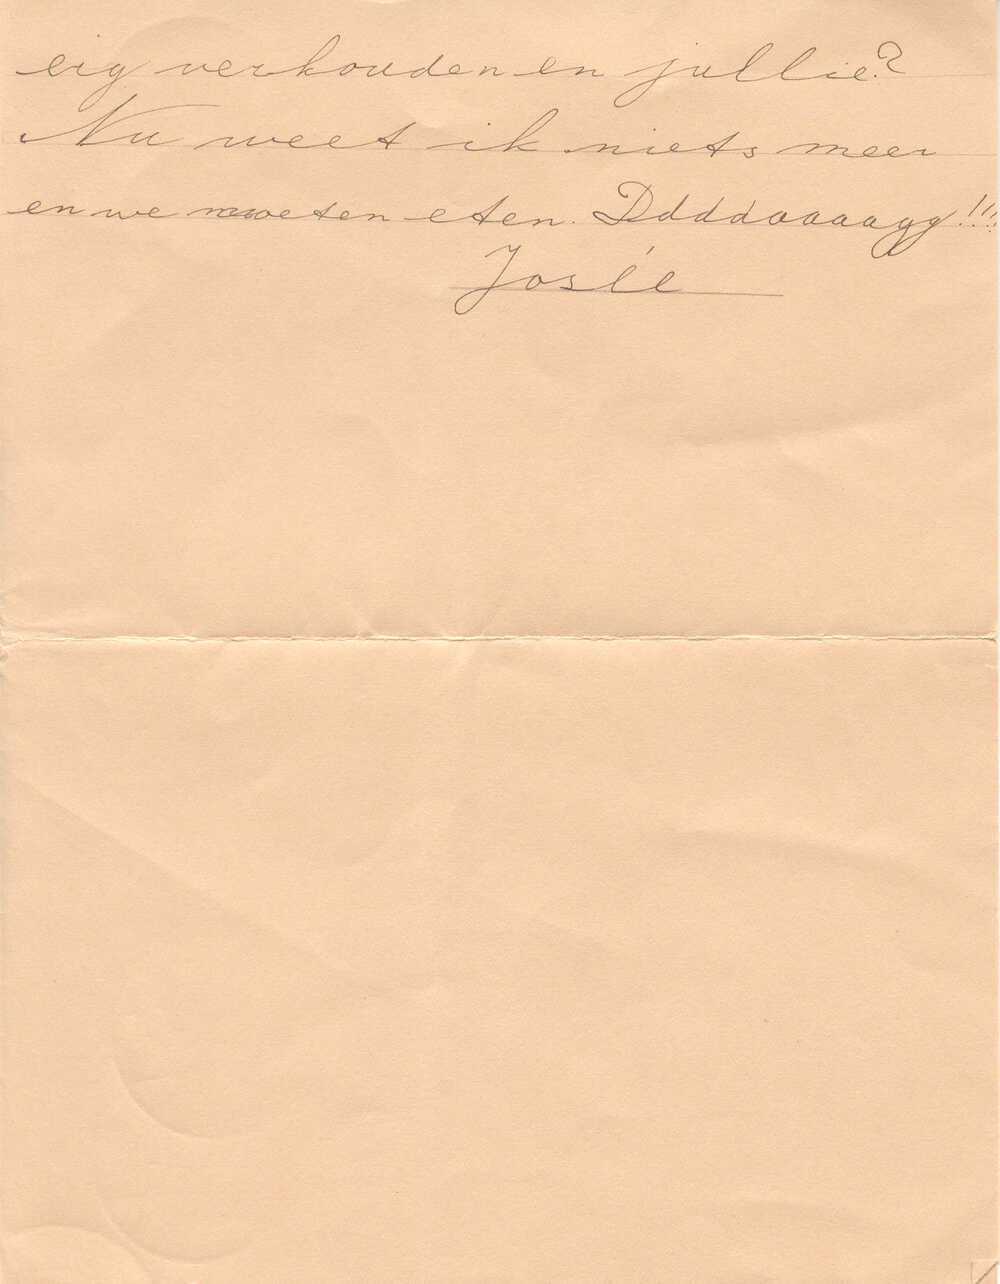 erg verkouden en jullie?
Nu weet ik niets meer
en we moeten eten. Ddddaaaagg!!!
Josée